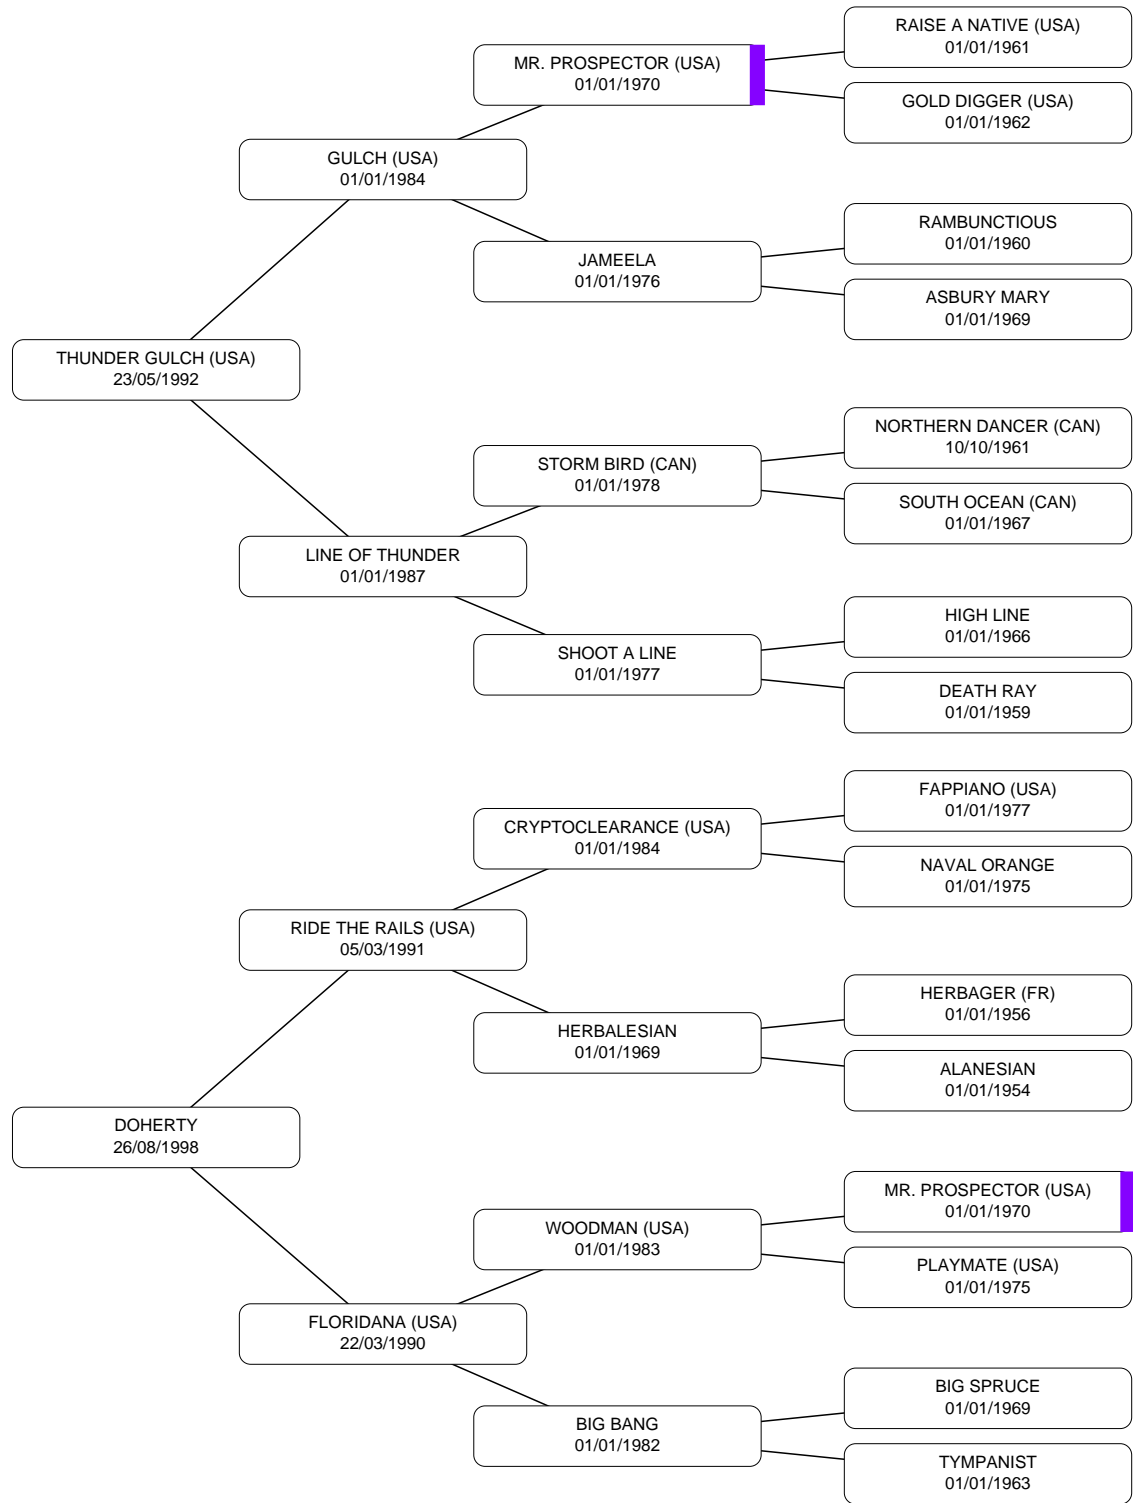 RAISE A NATIVE (USA)
01/01/1961
MR. PROSPECTOR (USA)
01/01/1970
GOLD DIGGER (USA)
01/01/1962
GULCH (USA)
01/01/1984
RAMBUNCTIOUS
01/01/1960
JAMEELA
01/01/1976
ASBURY MARY
01/01/1969
THUNDER GULCH (USA)
23/05/1992
NORTHERN DANCER (CAN)
10/10/1961
STORM BIRD (CAN)
01/01/1978
SOUTH OCEAN (CAN)
01/01/1967
LINE OF THUNDER
01/01/1987
HIGH LINE
01/01/1966
SHOOT A LINE
01/01/1977
DEATH RAY
01/01/1959
FAPPIANO (USA)
01/01/1977
CRYPTOCLEARANCE (USA)
01/01/1984
NAVAL ORANGE
01/01/1975
RIDE THE RAILS (USA)
05/03/1991
HERBAGER (FR)
01/01/1956
HERBALESIAN
01/01/1969
ALANESIAN
01/01/1954
DOHERTY
26/08/1998
MR. PROSPECTOR (USA)
01/01/1970
WOODMAN (USA)
01/01/1983
PLAYMATE (USA)
01/01/1975
FLORIDANA (USA)
22/03/1990
BIG SPRUCE
01/01/1969
BIG BANG
01/01/1982
TYMPANIST
01/01/1963